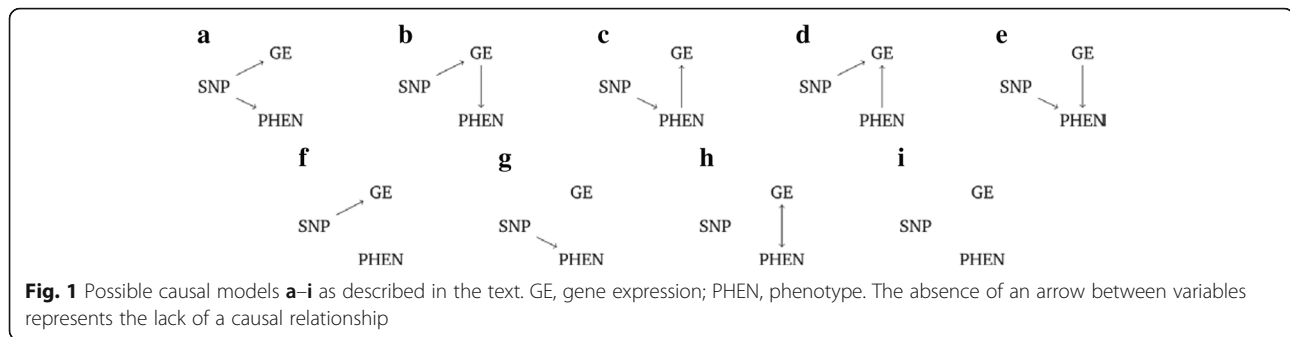 a b c d e
GE GE GE GE GE
SNP SNP SNP SNP SNP
PHEN PHEN PHEN PHEN PHEN
f g h i
GE GE GE GE
SNP SNP SNP SNP
PHEN PHEN PHEN PHEN
Fig. 1 Possible causal models a–i as described in the text. GE, gene expression; PHEN, phenotype. The absence of an arrow between variables
represents the lack of a causal relationship